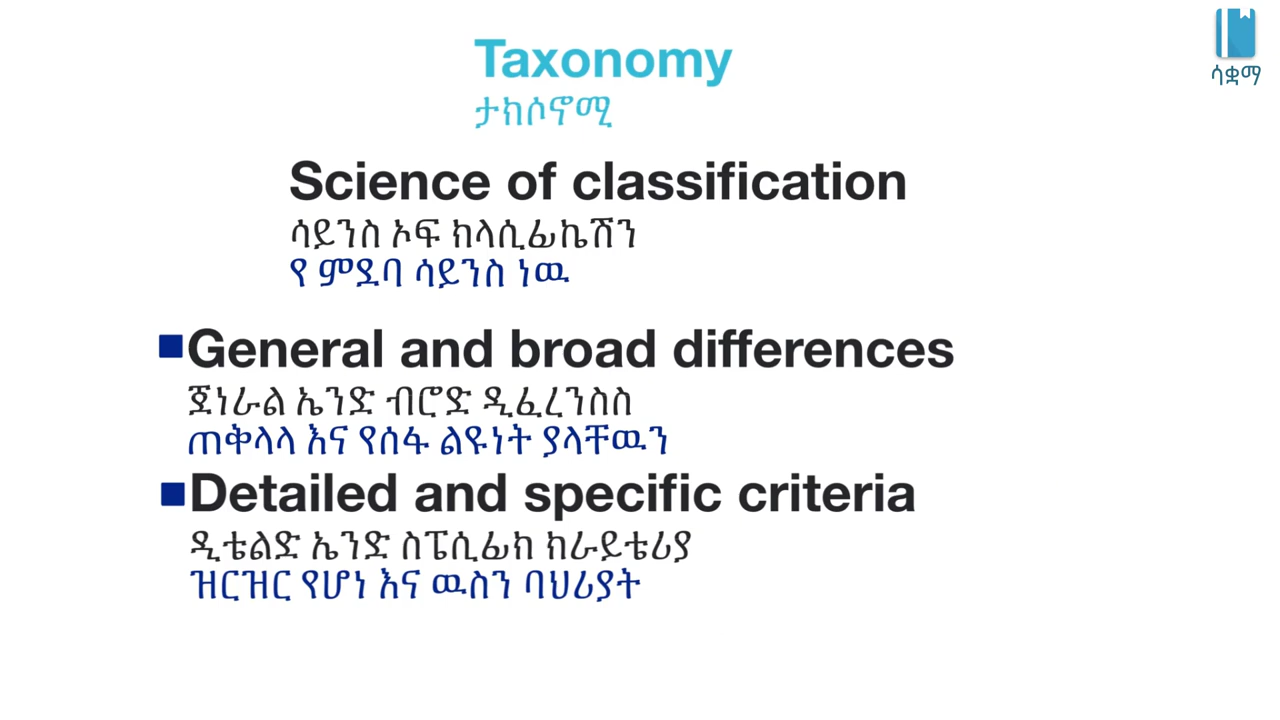 Taxonomy
ታክሶኖሚ
ሳቋማ
Science of classification
ሳይንስ ኦፍ ክላሲፊኬሽን
የ ምደባ ሳይንስ ነዉ
General and broad differences
ጀነራል ኤንድ ብሮድ ዲፈረንስስ
ጠቅላላ እና የሰፋ ልዩነት ያላቸዉን
Detailed and specific criteria
ዲቴልድ ኤንድ ስፔሲፊክ ክራይቴሪያ
ዝርዝር የሆነ እና ዉስን ባህሪያት